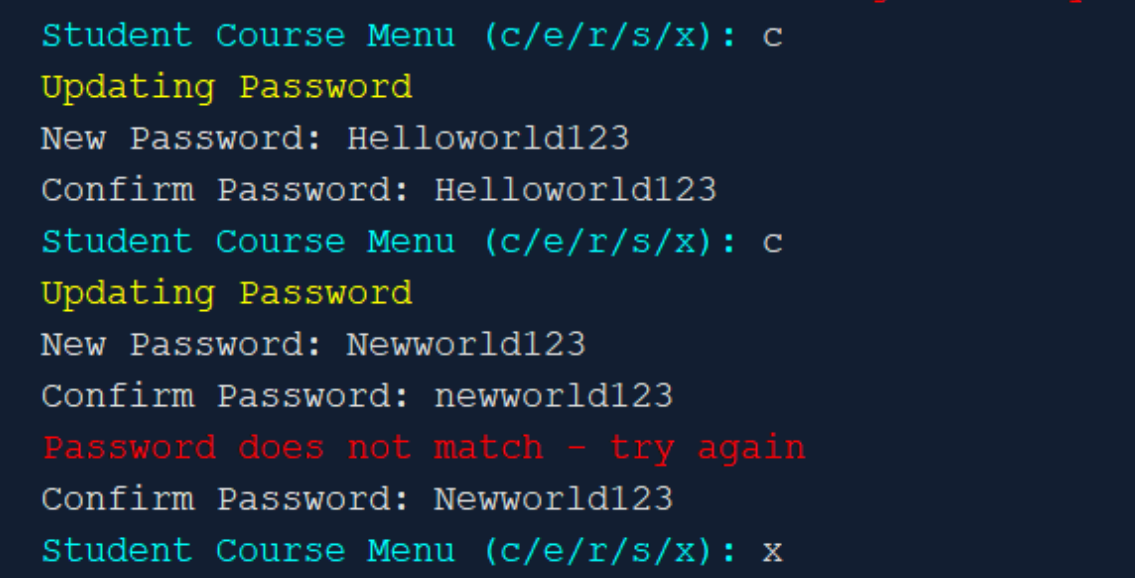 Student Course Menu (c/e/r/s/x): c
Updating Password
New Password: Helloworld123
Confirm Password: Helloworld123
Student Course Menu (c/e/r/s/x): c
Updating Password
New Password: Newworld123
Confirm Password: newworld123
Password does not match - try again
Confirm Password: Newworld123
Student Course Menu (c/e/r/s/x): x